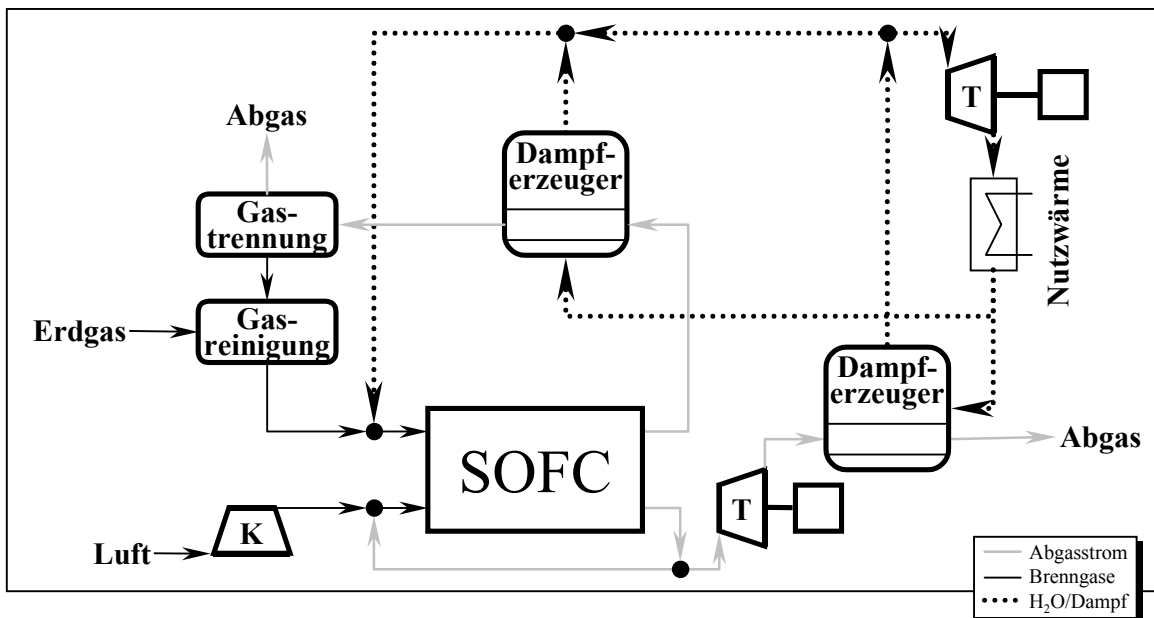 Abgas
Dampf-
erzeuger
T
Nutzwärme
Gas-
trennung
Gas-
reinigung
Erdgas
Dampf-
erzeuger
Abgas
SOFC
T
K
Luft
Abgasstrom
Brenngase
H₂O/Dampf